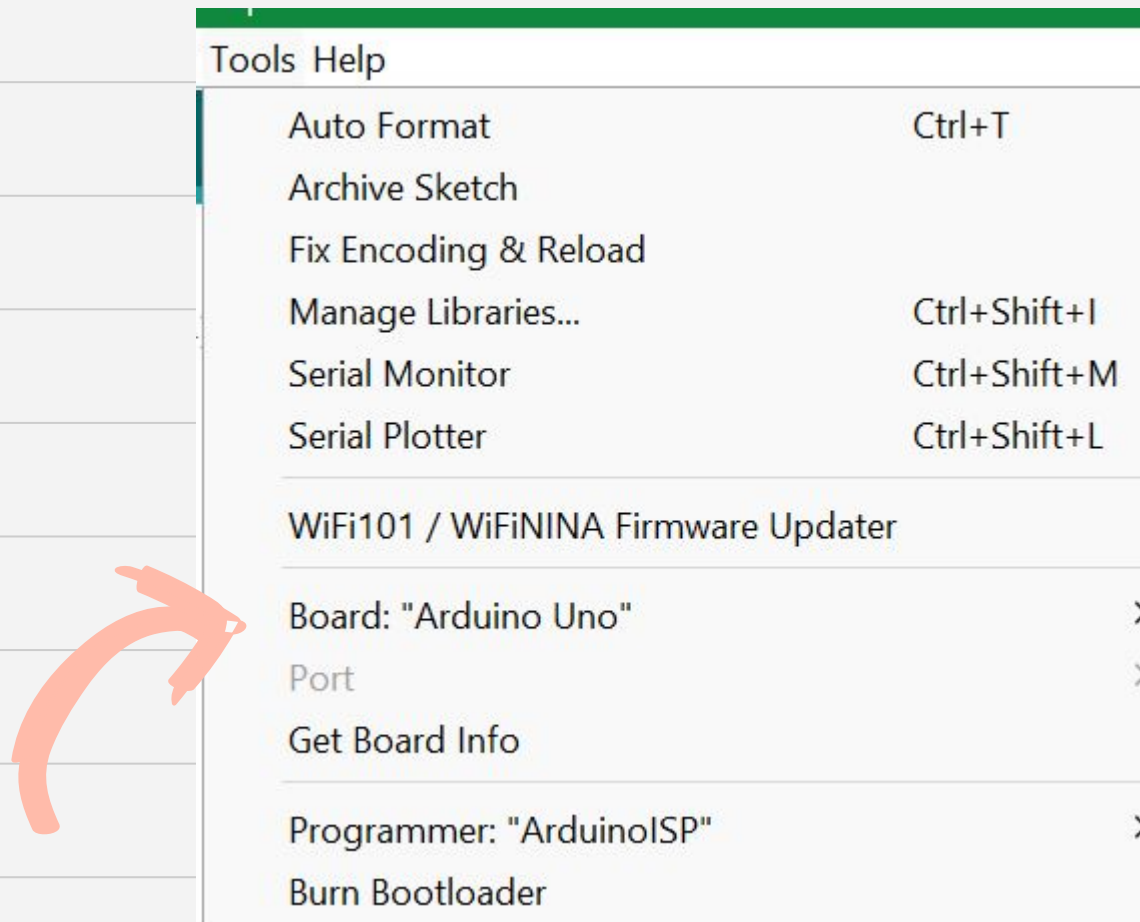 Tools Help
Auto Format Ctrl+T
Archive Sketch
Fix Encoding & Reload
Manage Libraries... Ctrl+Shift+I
Serial Monitor Ctrl+Shift+M
Serial Plotter Ctrl+Shift+L
WiFi101 / WiFiNINA Firmware Updater
Board: "Arduino Uno"
Port
Get Board Info
Programmer: "ArduinoISP"
Burn Bootloader